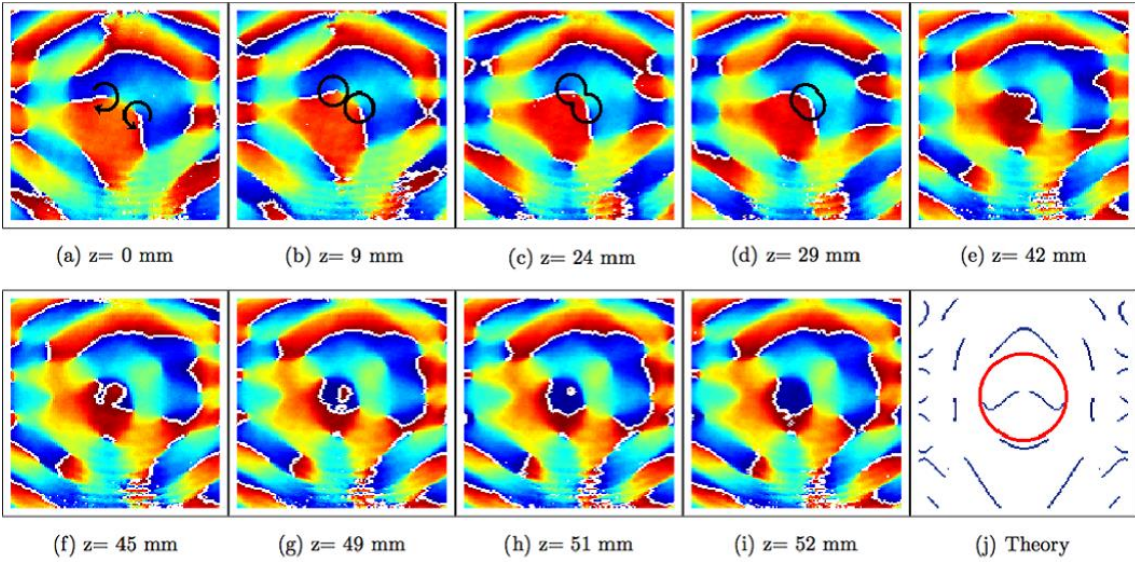 (a) z= 0 mm (b) z= 9 mm (c) z= 24 mm (d) z= 29 mm (e) z= 42 mm
(f) z= 45 mm (g) z= 49 mm (h) z= 51 mm (i) z= 52 mm (j) Theory